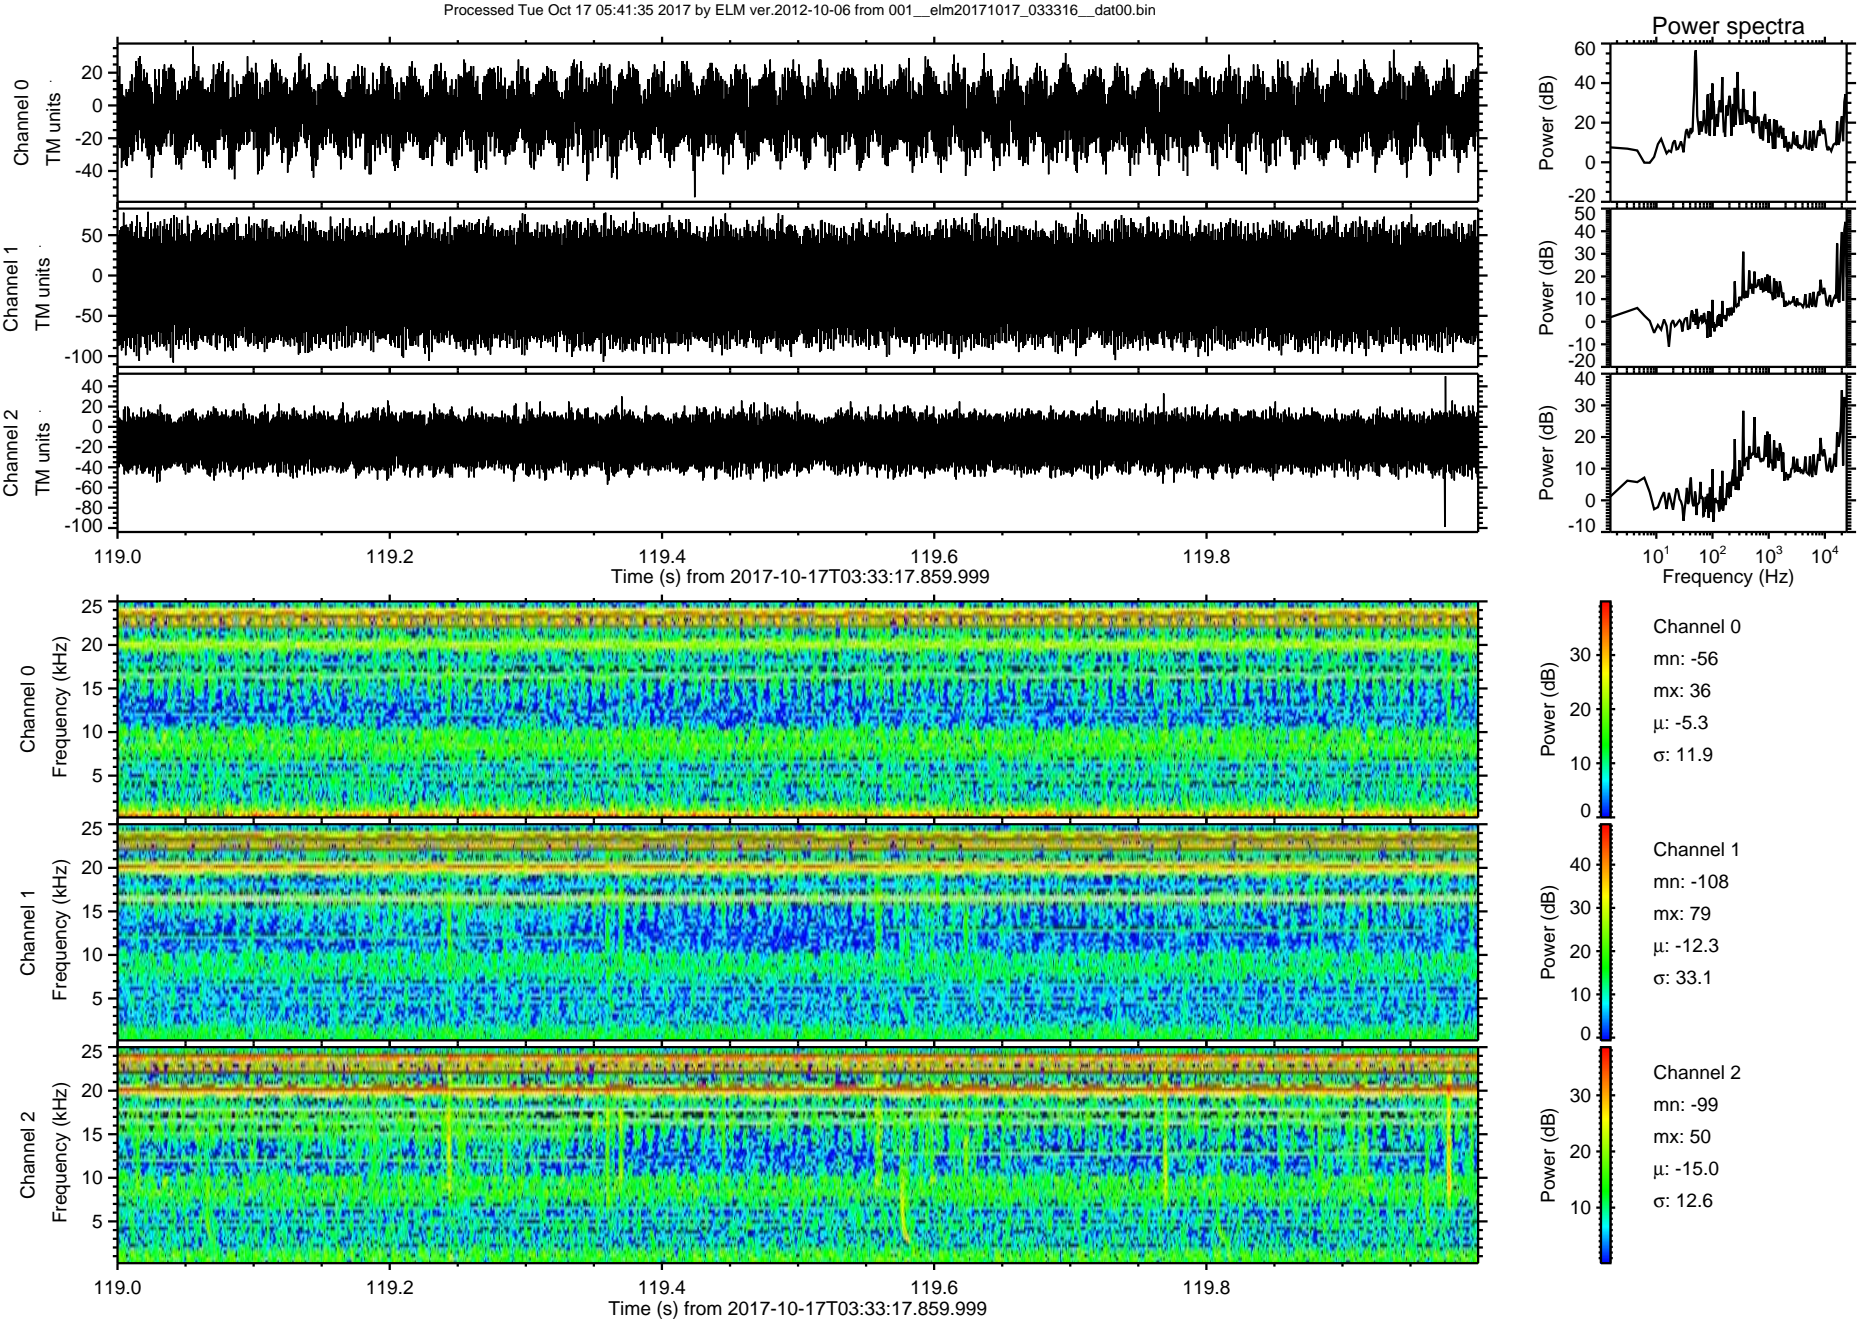 Processed Tue Oct 17 05:41:35 2017 by ELM ver.2012-10-06 from 001__elm20171017_033316__dat00.bin
Power spectra
Channel 0
TM units
20
0
-20
-40
Power (dB)
60
40
20
0
-20
Channel 1
TM units
50
0
-50
-100
Power (dB)
50
40
30
20
10
0
-10
-20
Channel 2
TM units
40
20
0
-20
-40
-60
-80
-100
Power (dB)
40
30
20
10
0
-10
119.0 119.2 119.4 119.6 119.8
Time (s) from 2017-10-17T03:33:17.859.999
10¹ 10² 10³ 10⁴
Frequency (Hz)
Channel 0
Frequency (kHz)
25
20
15
10
5
Power (dB)
30
20
10
0
Channel 0
mn: -56
mx: 36
μ: -5.3
σ: 11.9
Channel 1
Frequency (kHz)
25
20
15
10
5
Power (dB)
40
30
20
10
0
Channel 1
mn: -108
mx: 79
μ: -12.3
σ: 33.1
Channel 2
Frequency (kHz)
25
20
15
10
5
Power (dB)
30
20
10
Channel 2
mn: -99
mx: 50
μ: -15.0
σ: 12.6
119.0 119.2 119.4 119.6 119.8
Time (s) from 2017-10-17T03:33:17.859.999